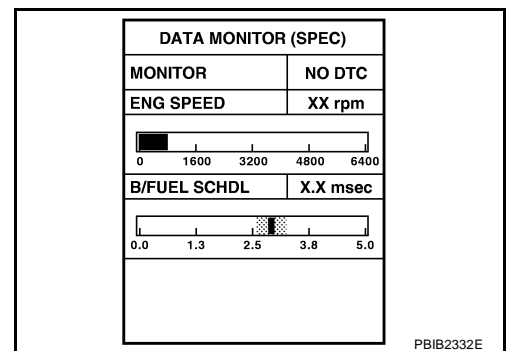 DATA MONITOR (SPEC)
MONITOR NO DTC
ENG SPEED XX rpm
0 1600 3200 4800 6400
B/FUEL SCHDL X.X msec
0.0 1.3 2.5 3.8 5.0
PBIB2332E